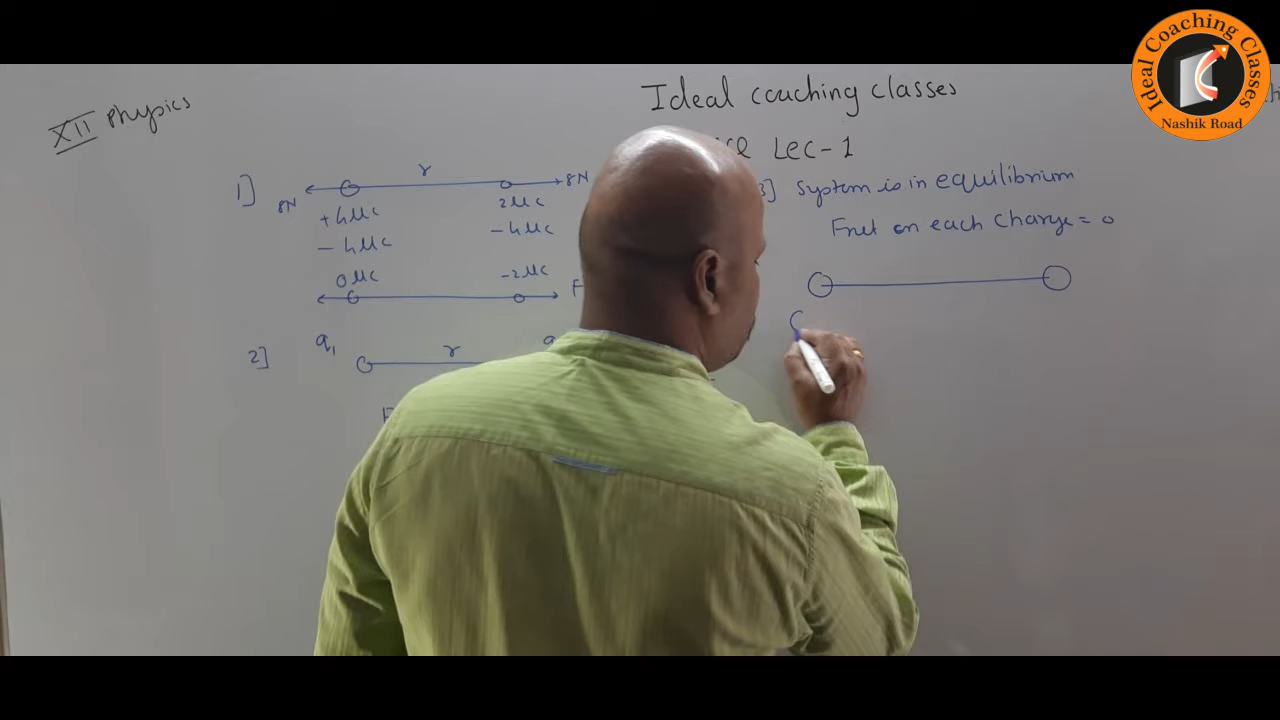 Ideal Coaching Classes
Nashik Road
XII Physics
Ideal couching classes
Lec-1
1]
8N
r
8N
+4μc
2μc
-4μc
-4μc
0μc
-2μc
F
2]
q₁
r
3] System is in equilibrium
Fnet on each Charge = 0